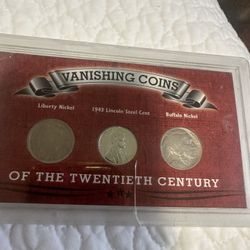 VANISHING COINS
Liberty Nickel
1943 Lincoln Steel Cent
Buffalo Nickel
OF THE TWENTIETH CENTURY